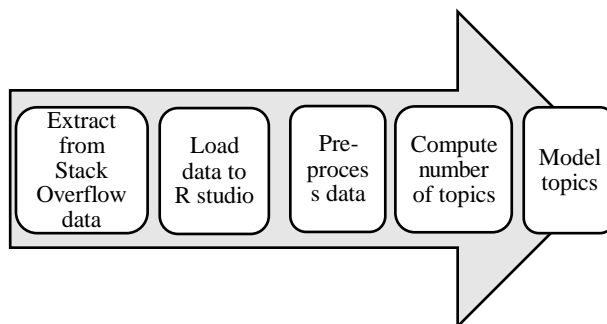 Extract
from
Stack
Overflow
data
Load
data to
R studio
Pre-
proces
s data
Compute
number
of topics
Model
topics